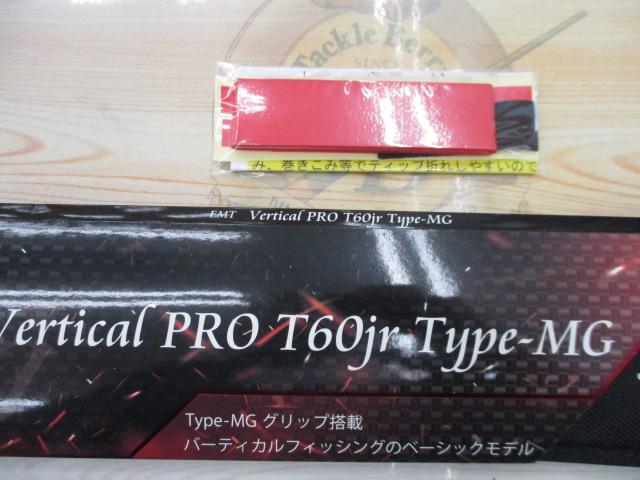 Tackle Berry
SINC
み、巻きこみ等でティップ折れしやすいので
EMT Vertical PRO T60jr Type-MG
Vertical PRO T60jr Type-MG
Type-MG グリップ搭載
バーティカルフィッシングのベーシックモデル